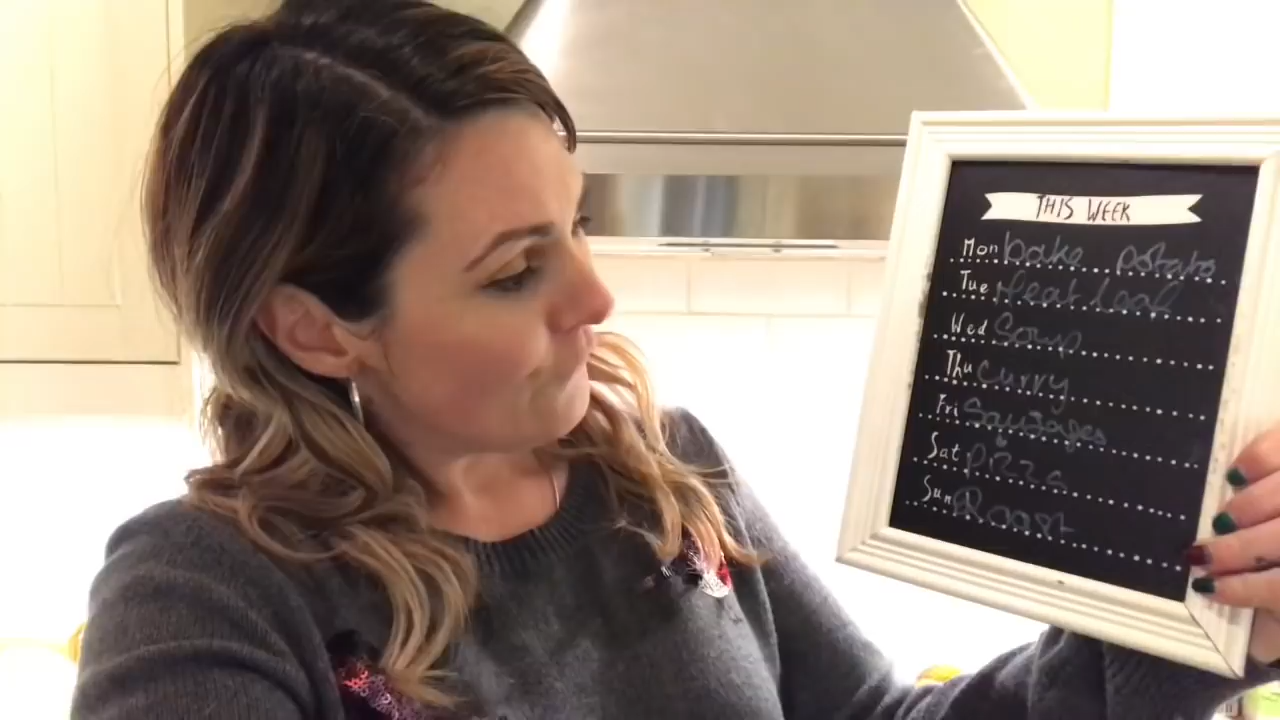 THIS WEEK
Mon bake potato
Tue Meat loaf
Wed Soup
Thu Curry
Fri Sausages
Sat Pizza
Sun Roast